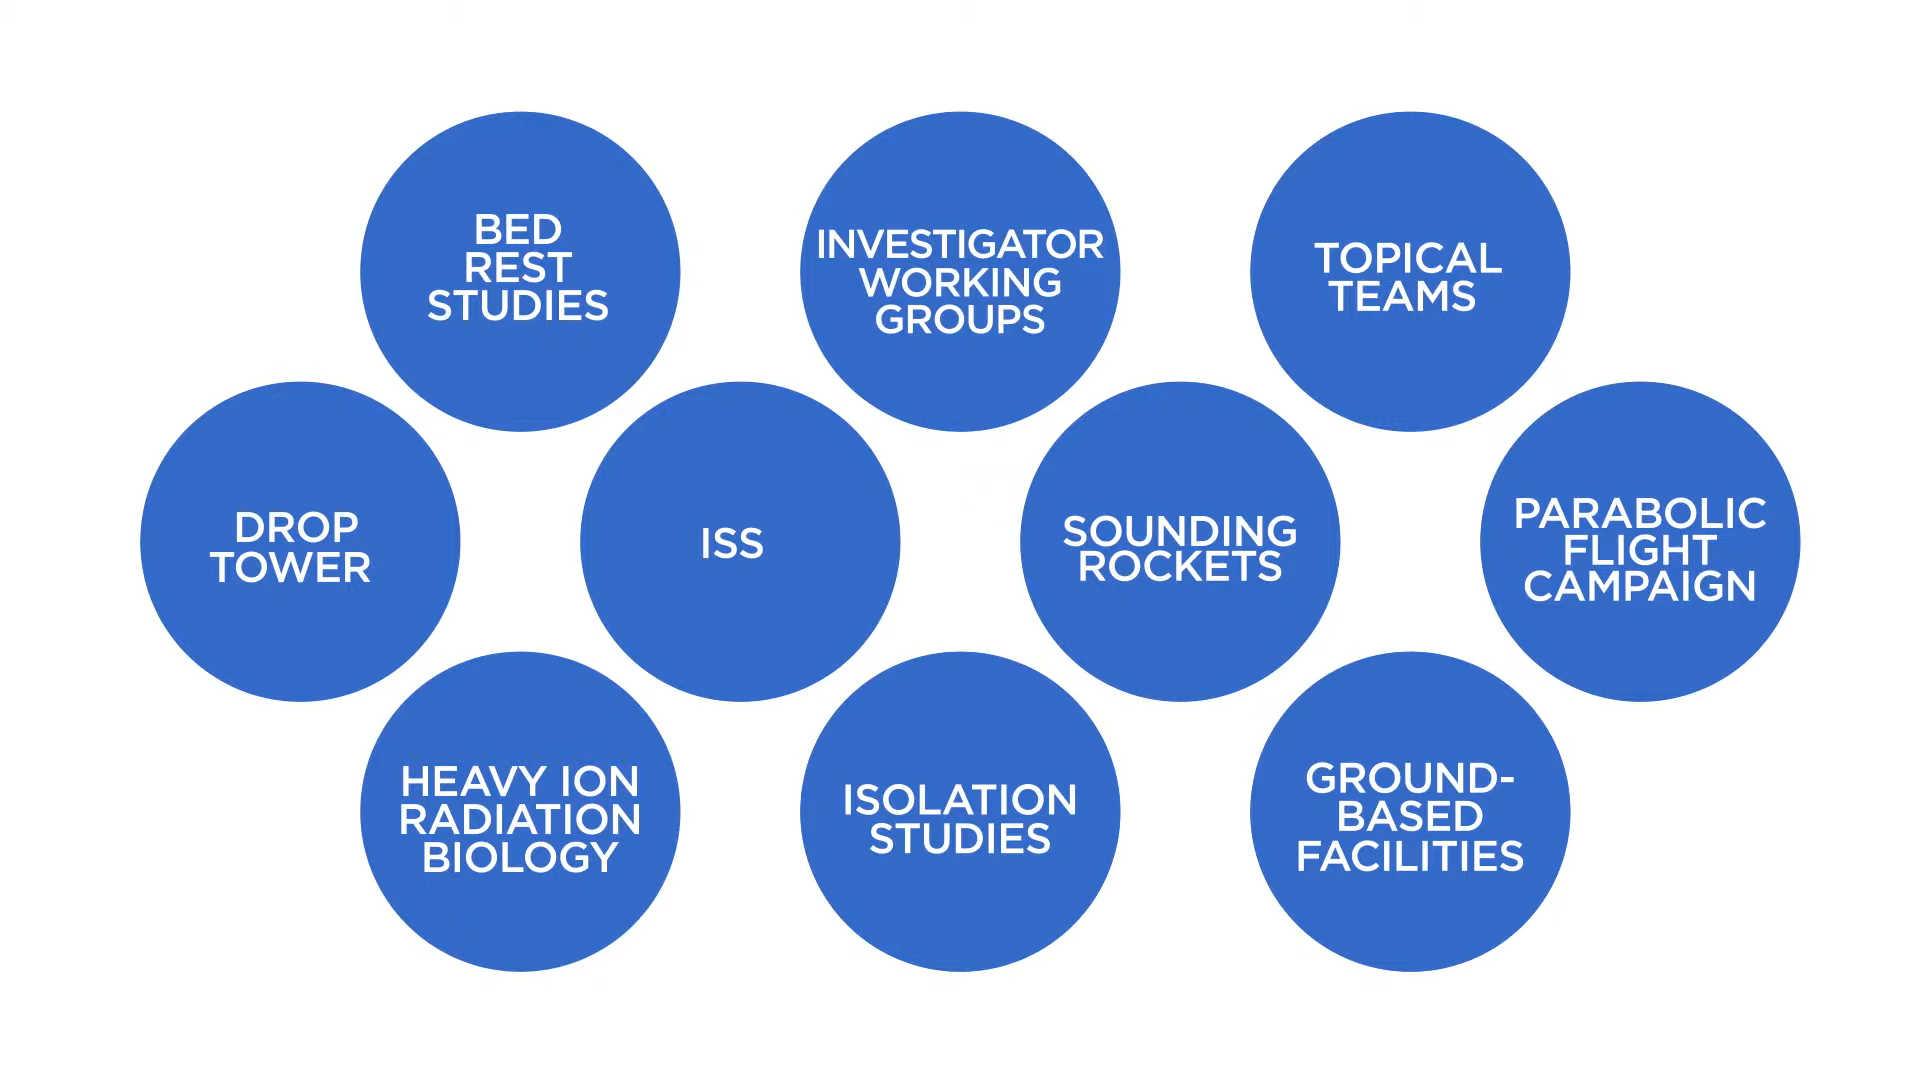 BED
REST
STUDIES
INVESTIGATOR
WORKING
GROUPS
TOPICAL
TEAMS
DROP
TOWER
ISS
SOUNDING
ROCKETS
PARABOLIC
FLIGHT
CAMPAIGN
HEAVY ION
RADIATION
BIOLOGY
ISOLATION
STUDIES
GROUND-
BASED
FACILITIES